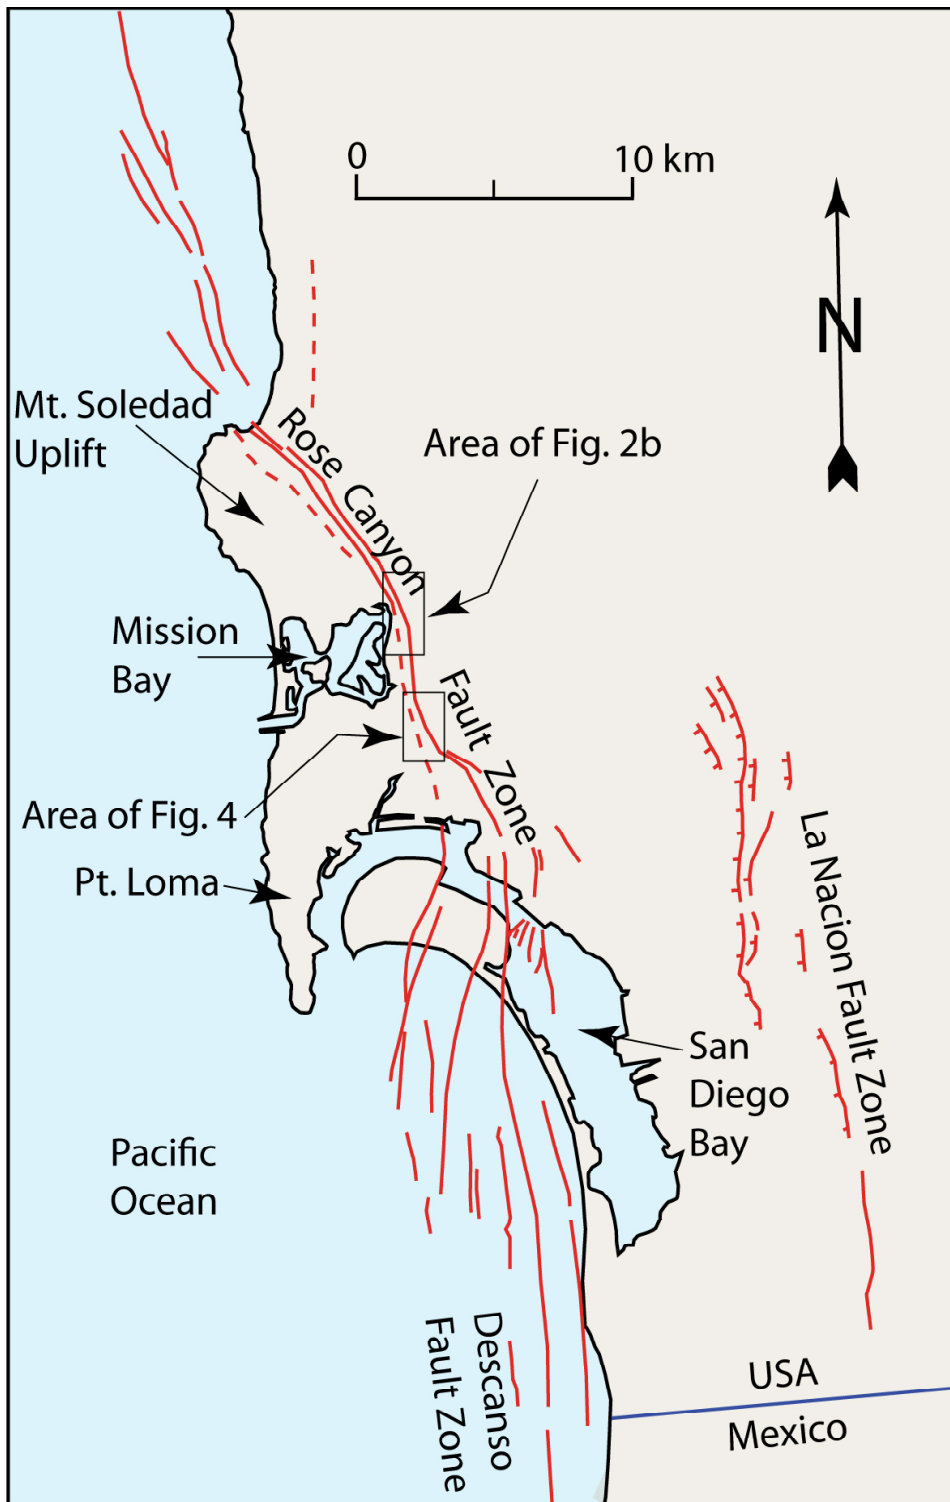 0
10 km
N
Mt. Soledad
Uplift
Rose Canyon
Area of Fig. 2b
Mission
Bay
Fault Zone
Area of Fig. 4
Pt. Loma
La Nacion Fault Zone
San
Diego
Bay
Pacific
Ocean
Descanso
Fault Zone
USA
Mexico